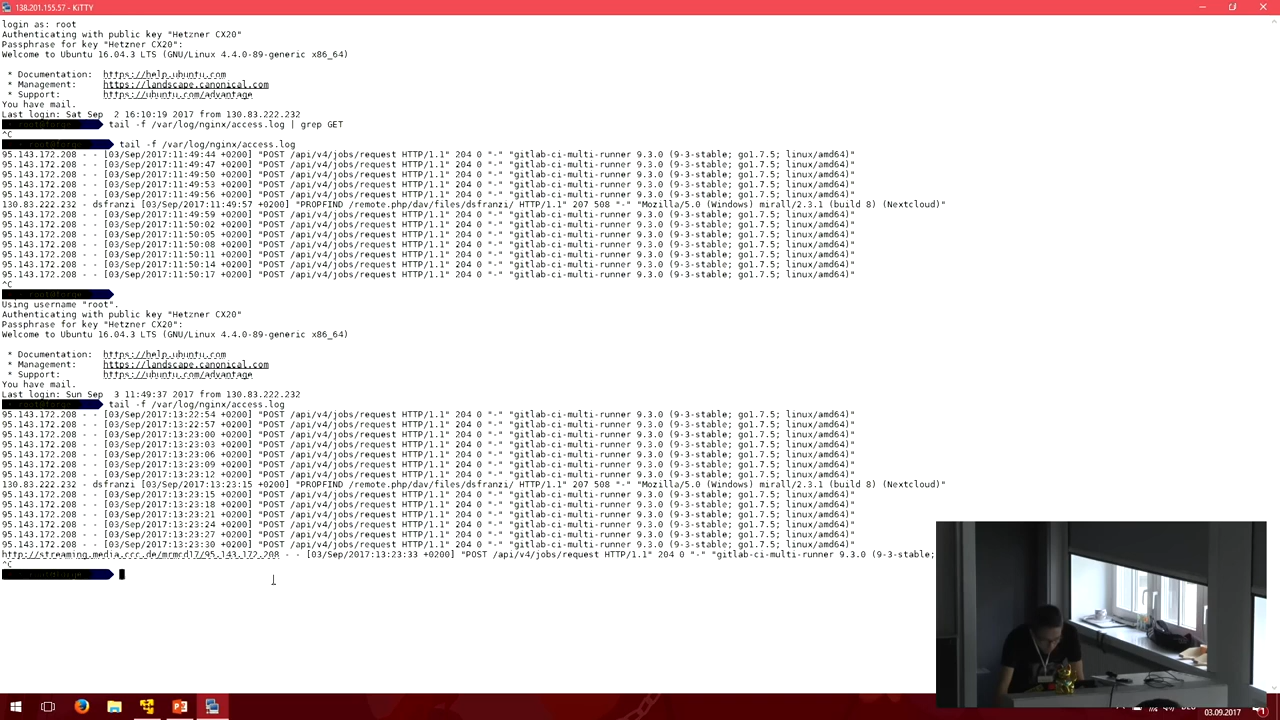 138.201.155.57 - KiTTY
login as: root
Authenticating with public key "Hetzner CX20"
Passphrase for key "Hetzner CX20":
Welcome to Ubuntu 16.04.3 LTS (GNU/Linux 4.4.0-89-generic x86_64)
* Documentation: https://help.ubuntu.com
* Management: https://landscape.canonical.com
* Support: https://ubuntu.com/advantage
You have mail.
Last login: Sat Sep 2 16:10:19 2017 from 130.83.222.232
tail -f /var/log/nginx/access.log | grep GET
^C
tail -f /var/log/nginx/access.log
95.143.172.208 - - [03/Sep/2017:11:49:44 +0200] "POST /api/v4/jobs/request HTTP/1.1" 204 0 "-" "gitlab-ci-multi-runner 9.3.0 (9-3-stable; go1.7.5; linux/amd64)"
95.143.172.208 - - [03/Sep/2017:11:49:47 +0200] "POST /api/v4/jobs/request HTTP/1.1" 204 0 "-" "gitlab-ci-multi-runner 9.3.0 (9-3-stable; go1.7.5; linux/amd64)"
95.143.172.208 - - [03/Sep/2017:11:49:50 +0200] "POST /api/v4/jobs/request HTTP/1.1" 204 0 "-" "gitlab-ci-multi-runner 9.3.0 (9-3-stable; go1.7.5; linux/amd64)"
95.143.172.208 - - [03/Sep/2017:11:49:53 +0200] "POST /api/v4/jobs/request HTTP/1.1" 204 0 "-" "gitlab-ci-multi-runner 9.3.0 (9-3-stable; go1.7.5; linux/amd64)"
95.143.172.208 - - [03/Sep/2017:11:49:56 +0200] "POST /api/v4/jobs/request HTTP/1.1" 204 0 "-" "gitlab-ci-multi-runner 9.3.0 (9-3-stable; go1.7.5; linux/amd64)"
130.83.222.232 - dsfranzi [03/Sep/2017:11:49:57 +0200] "PROPFIND /remote.php/dav/files/dsfranzi/ HTTP/1.1" 207 508 "-" "Mozilla/5.0 (Windows) mirall/2.3.1 (build 8) (Nextcloud)"
95.143.172.208 - - [03/Sep/2017:11:49:59 +0200] "POST /api/v4/jobs/request HTTP/1.1" 204 0 "-" "gitlab-ci-multi-runner 9.3.0 (9-3-stable; go1.7.5; linux/amd64)"
95.143.172.208 - - [03/Sep/2017:11:50:02 +0200] "POST /api/v4/jobs/request HTTP/1.1" 204 0 "-" "gitlab-ci-multi-runner 9.3.0 (9-3-stable; go1.7.5; linux/amd64)"
95.143.172.208 - - [03/Sep/2017:11:50:05 +0200] "POST /api/v4/jobs/request HTTP/1.1" 204 0 "-" "gitlab-ci-multi-runner 9.3.0 (9-3-stable; go1.7.5; linux/amd64)"
95.143.172.208 - - [03/Sep/2017:11:50:08 +0200] "POST /api/v4/jobs/request HTTP/1.1" 204 0 "-" "gitlab-ci-multi-runner 9.3.0 (9-3-stable; go1.7.5; linux/amd64)"
95.143.172.208 - - [03/Sep/2017:11:50:11 +0200] "POST /api/v4/jobs/request HTTP/1.1" 204 0 "-" "gitlab-ci-multi-runner 9.3.0 (9-3-stable; go1.7.5; linux/amd64)"
95.143.172.208 - - [03/Sep/2017:11:50:14 +0200] "POST /api/v4/jobs/request HTTP/1.1" 204 0 "-" "gitlab-ci-multi-runner 9.3.0 (9-3-stable; go1.7.5; linux/amd64)"
95.143.172.208 - - [03/Sep/2017:11:50:17 +0200] "POST /api/v4/jobs/request HTTP/1.1" 204 0 "-" "gitlab-ci-multi-runner 9.3.0 (9-3-stable; go1.7.5; linux/amd64)"
^C
Using username "root".
Authenticating with public key "Hetzner CX20"
Passphrase for key "Hetzner CX20":
Welcome to Ubuntu 16.04.3 LTS (GNU/Linux 4.4.0-89-generic x86_64)
* Documentation: https://help.ubuntu.com
* Management: https://landscape.canonical.com
* Support: https://ubuntu.com/advantage
You have mail.
Last login: Sun Sep 3 11:49:37 2017 from 130.83.222.232
tail -f /var/log/nginx/access.log
95.143.172.208 - - [03/Sep/2017:13:22:54 +0200] "POST /api/v4/jobs/request HTTP/1.1" 204 0 "-" "gitlab-ci-multi-runner 9.3.0 (9-3-stable; go1.7.5; linux/amd64)"
95.143.172.208 - - [03/Sep/2017:13:22:57 +0200] "POST /api/v4/jobs/request HTTP/1.1" 204 0 "-" "gitlab-ci-multi-runner 9.3.0 (9-3-stable; go1.7.5; linux/amd64)"
95.143.172.208 - - [03/Sep/2017:13:23:00 +0200] "POST /api/v4/jobs/request HTTP/1.1" 204 0 "-" "gitlab-ci-multi-runner 9.3.0 (9-3-stable; go1.7.5; linux/amd64)"
95.143.172.208 - - [03/Sep/2017:13:23:03 +0200] "POST /api/v4/jobs/request HTTP/1.1" 204 0 "-" "gitlab-ci-multi-runner 9.3.0 (9-3-stable; go1.7.5; linux/amd64)"
95.143.172.208 - - [03/Sep/2017:13:23:06 +0200] "POST /api/v4/jobs/request HTTP/1.1" 204 0 "-" "gitlab-ci-multi-runner 9.3.0 (9-3-stable; go1.7.5; linux/amd64)"
95.143.172.208 - - [03/Sep/2017:13:23:09 +0200] "POST /api/v4/jobs/request HTTP/1.1" 204 0 "-" "gitlab-ci-multi-runner 9.3.0 (9-3-stable; go1.7.5; linux/amd64)"
95.143.172.208 - - [03/Sep/2017:13:23:12 +0200] "POST /api/v4/jobs/request HTTP/1.1" 204 0 "-" "gitlab-ci-multi-runner 9.3.0 (9-3-stable; go1.7.5; linux/amd64)"
130.83.222.232 - dsfranzi [03/Sep/2017:13:23:15 +0200] "PROPFIND /remote.php/dav/files/dsfranzi/ HTTP/1.1" 207 508 "-" "Mozilla/5.0 (Windows) mirall/2.3.1 (build 8) (Nextcloud)"
95.143.172.208 - - [03/Sep/2017:13:23:15 +0200] "POST /api/v4/jobs/request HTTP/1.1" 204 0 "-" "gitlab-ci-multi-runner 9.3.0 (9-3-stable; go1.7.5; linux/amd64)"
95.143.172.208 - - [03/Sep/2017:13:23:18 +0200] "POST /api/v4/jobs/request HTTP/1.1" 204 0 "-" "gitlab-ci-multi-runner 9.3.0 (9-3-stable; go1.7.5; linux/amd64)"
95.143.172.208 - - [03/Sep/2017:13:23:21 +0200] "POST /api/v4/jobs/request HTTP/1.1" 204 0 "-" "gitlab-ci-multi-runner 9.3.0 (9-3-stable; go1.7.5; linux/amd64)"
95.143.172.208 - - [03/Sep/2017:13:23:24 +0200] "POST /api/v4/jobs/request HTTP/1.1" 204 0 "-" "gitlab-ci-multi-runner 9.3.0 (9-3-stable; go1.7.5; linux/amd64)"
95.143.172.208 - - [03/Sep/2017:13:23:27 +0200] "POST /api/v4/jobs/request HTTP/1.1" 204 0 "-" "gitlab-ci-multi-runner 9.3.0 (9-3-stable; go1.7.5; linux/amd64)"
95.143.172.208 - - [03/Sep/2017:13:23:30 +0200] "POST /api/v4/jobs/request HTTP/1.1" 204 0 "-" "gitlab-ci-multi-runner 9.3.0 (9-3-stable; go1.7.5; linux/amd64)"
http://streaming.media.ccc.de/mrmcd17/95.143.172.208 - - [03/Sep/2017:13:23:33 +0200] "POST /api/v4/jobs/request HTTP/1.1" 204 0 "-" "gitlab-ci-multi-runner 9.3.0 (9-3-stable;
^C
03.09.2017